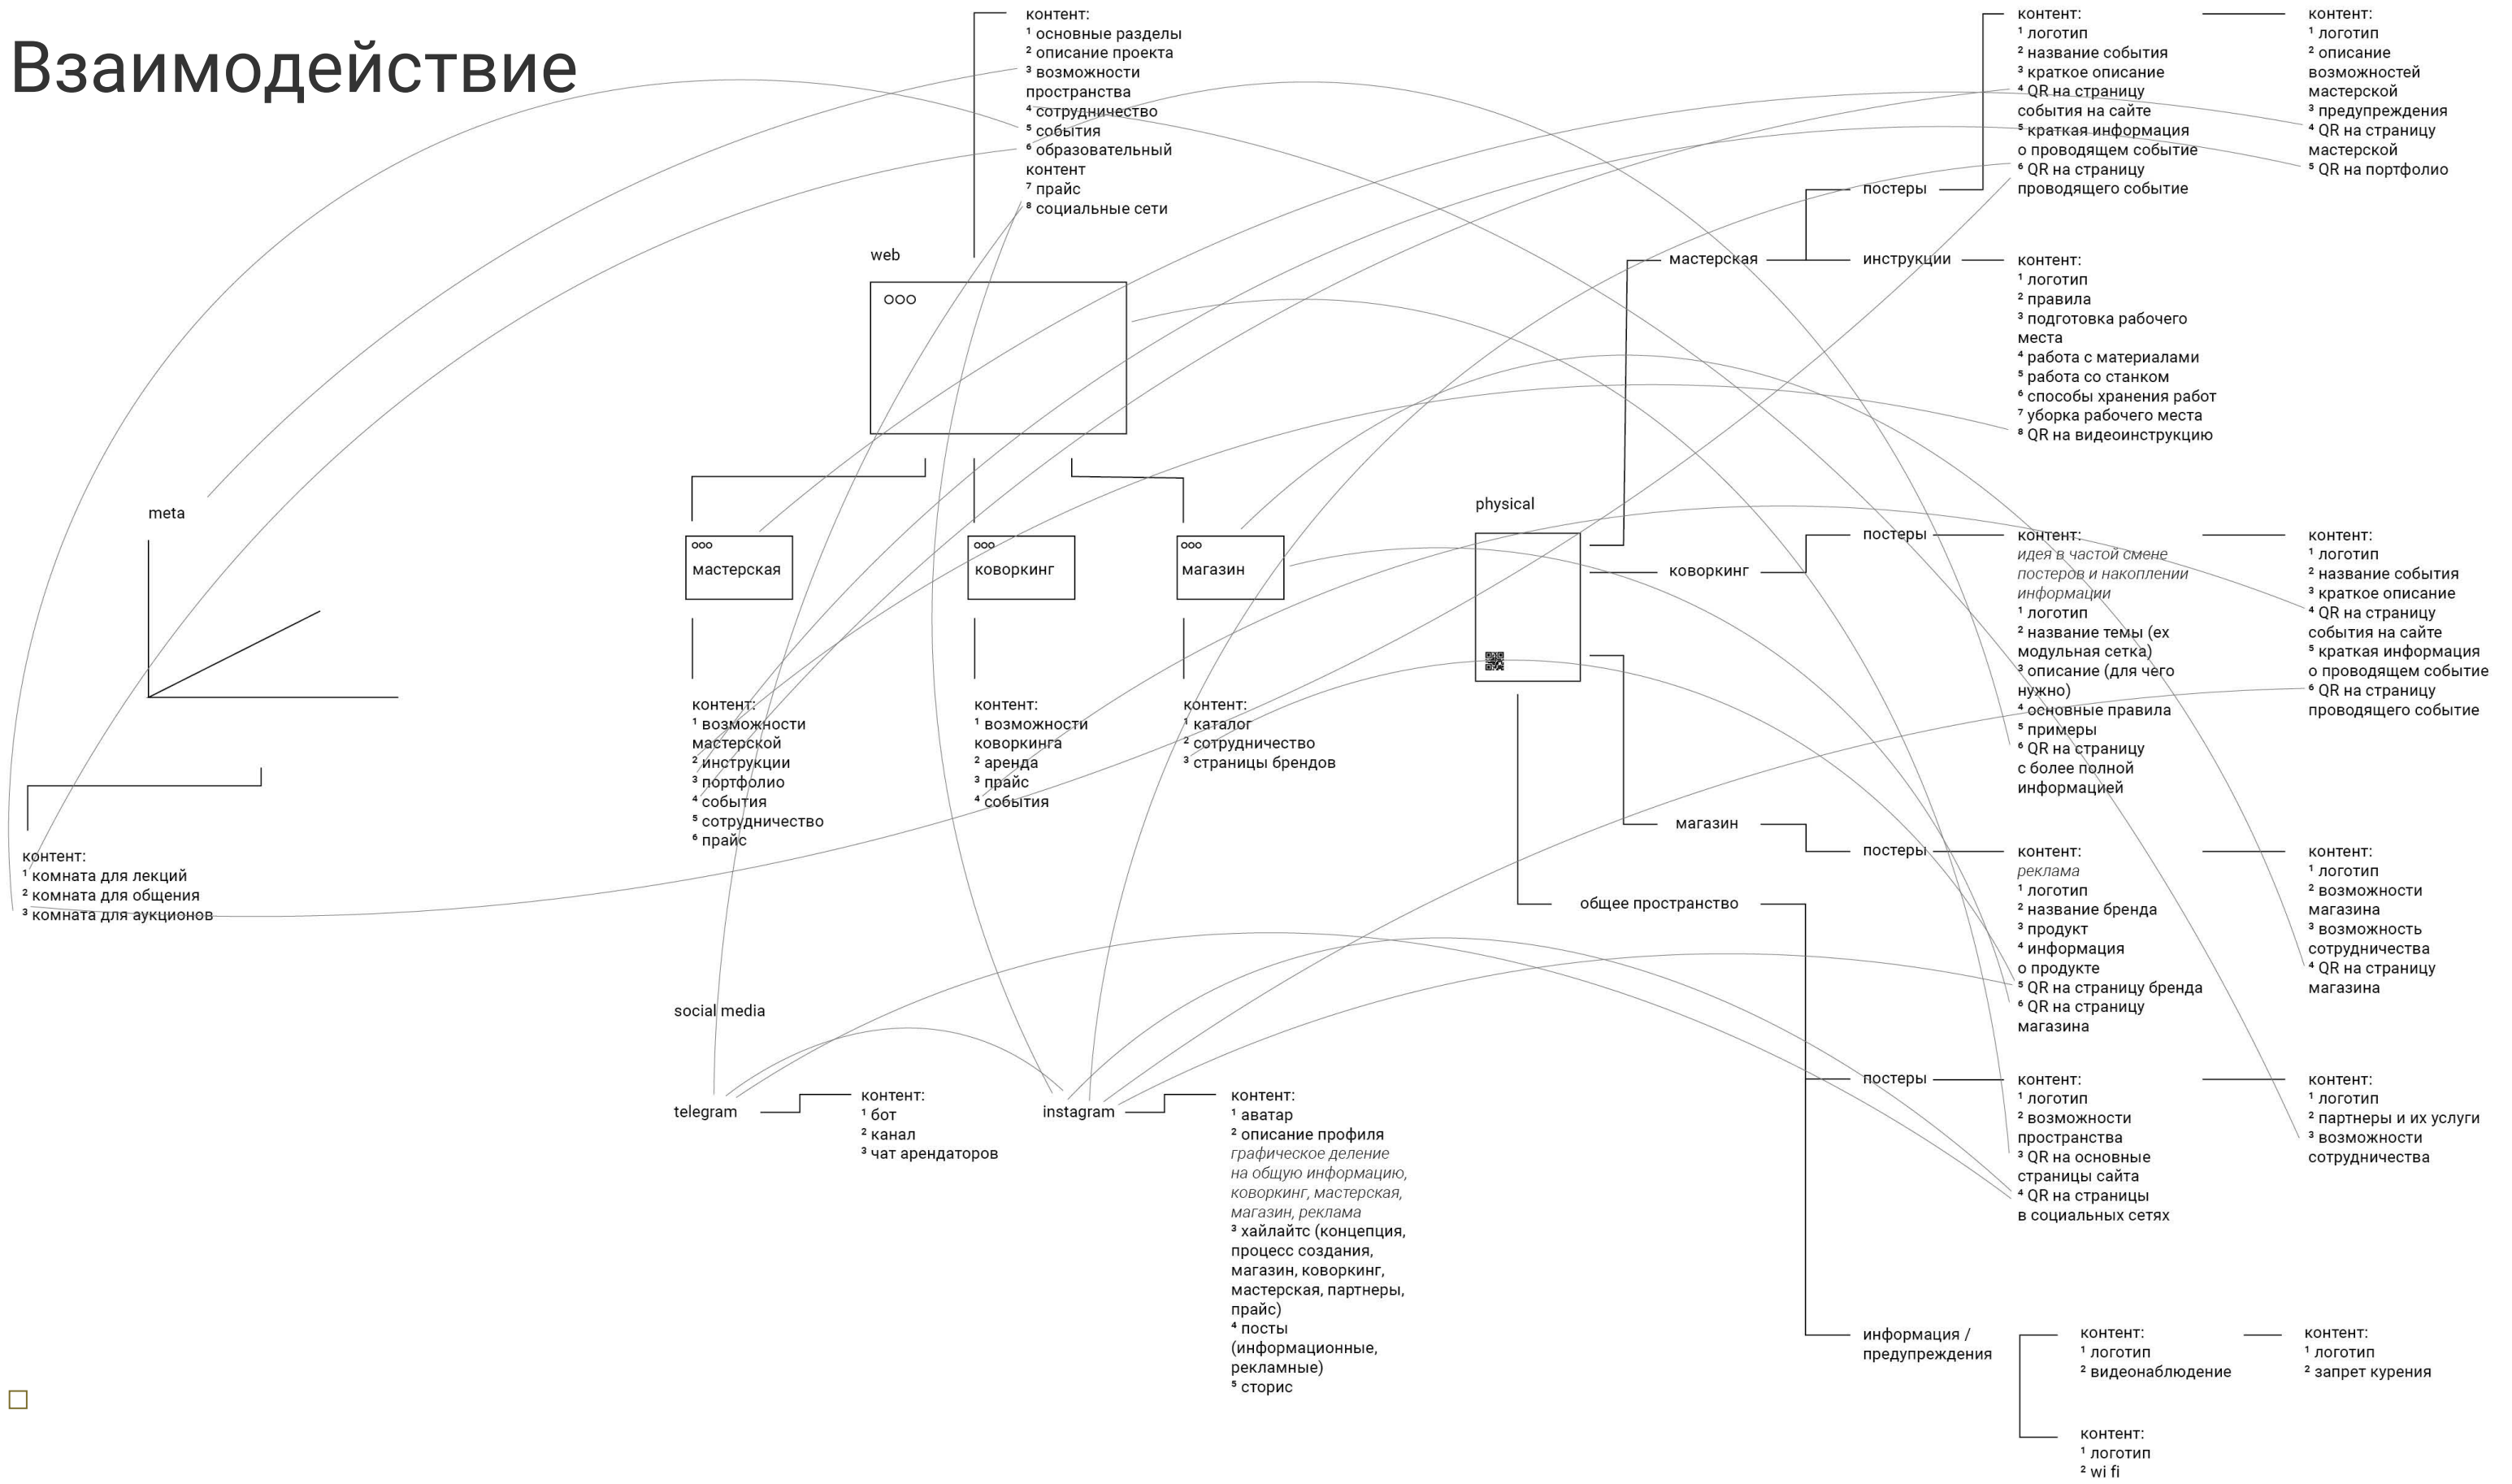 Взаимодействие
контент:
¹ основные разделы
² описание проекта
³ возможности
пространства
⁴ сотрудничество
⁵ события
⁶ образовательный
контент
⁷ прайс
⁸ социальные сети
web
meta
контент:
¹ комната для лекций
² комната для общения
³ комната для аукционов
мастерская
коворкинг
магазин
контент:
¹ возможности
мастерской
² инструкции
³ портфолио
⁴ события
⁵ сотрудничество
⁶ прайс
контент:
¹ возможности
коворкинга
² аренда
³ прайс
⁴ события
контент:
¹ каталог
² сотрудничество
³ страницы брендов
social media
telegram
контент:
¹ бот
² канал
³ чат арендаторов
instagram
контент:
¹ аватар
² описание профиля
графическое деление
на общую информацию,
коворкинг, мастерская,
магазин, реклама
³ хайлайтс (концепция,
процесс создания,
магазин, коворкинг,
мастерская, партнеры,
прайс)
⁴ посты
(информационные,
рекламные)
⁵ сторис
physical
мастерская
постеры
контент:
¹ логотип
² название события
³ краткое описание
⁴ QR на страницу
события на сайте
⁵ краткая информация
о проводящем событие
⁶ QR на страницу
проводящего событие
контент:
¹ логотип
² описание
возможностей
мастерской
³ предупреждения
⁴ QR на страницу
мастерской
⁵ QR на портфолио
инструкции
контент:
¹ логотип
² правила
³ подготовка рабочего
места
⁴ работа с материалами
⁵ работа со станком
⁶ способы хранения работ
⁷ уборка рабочего места
⁸ QR на видеоинструкцию
коворкинг
постеры
контент:
идея в частой смене
постеров и накоплении
информации
¹ логотип
² название темы (ex
модульная сетка)
³ описание (для чего
нужно)
⁴ основные правила
⁵ примеры
⁶ QR на страницу
с более полной
информацией
контент:
¹ логотип
² название события
³ краткое описание
⁴ QR на страницу
события на сайте
⁵ краткая информация
о проводящем событие
⁶ QR на страницу
проводящего событие
магазин
постеры
контент:
реклама
¹ логотип
² название бренда
³ продукт
⁴ информация
о продукте
⁵ QR на страницу бренда
⁶ QR на страницу
магазина
контент:
¹ логотип
² возможности
магазина
³ возможность
сотрудничества
⁴ QR на страницу
магазина
общее пространство
постеры
контент:
¹ логотип
² возможности
пространства
³ QR на основные
страницы сайта
⁴ QR на страницы
в социальных сетях
контент:
¹ логотип
² партнеры и их услуги
³ возможности
сотрудничества
информация /
предупреждения
контент:
¹ логотип
² видеонаблюдение
контент:
¹ логотип
² запрет курения
контент:
¹ логотип
² wi fi